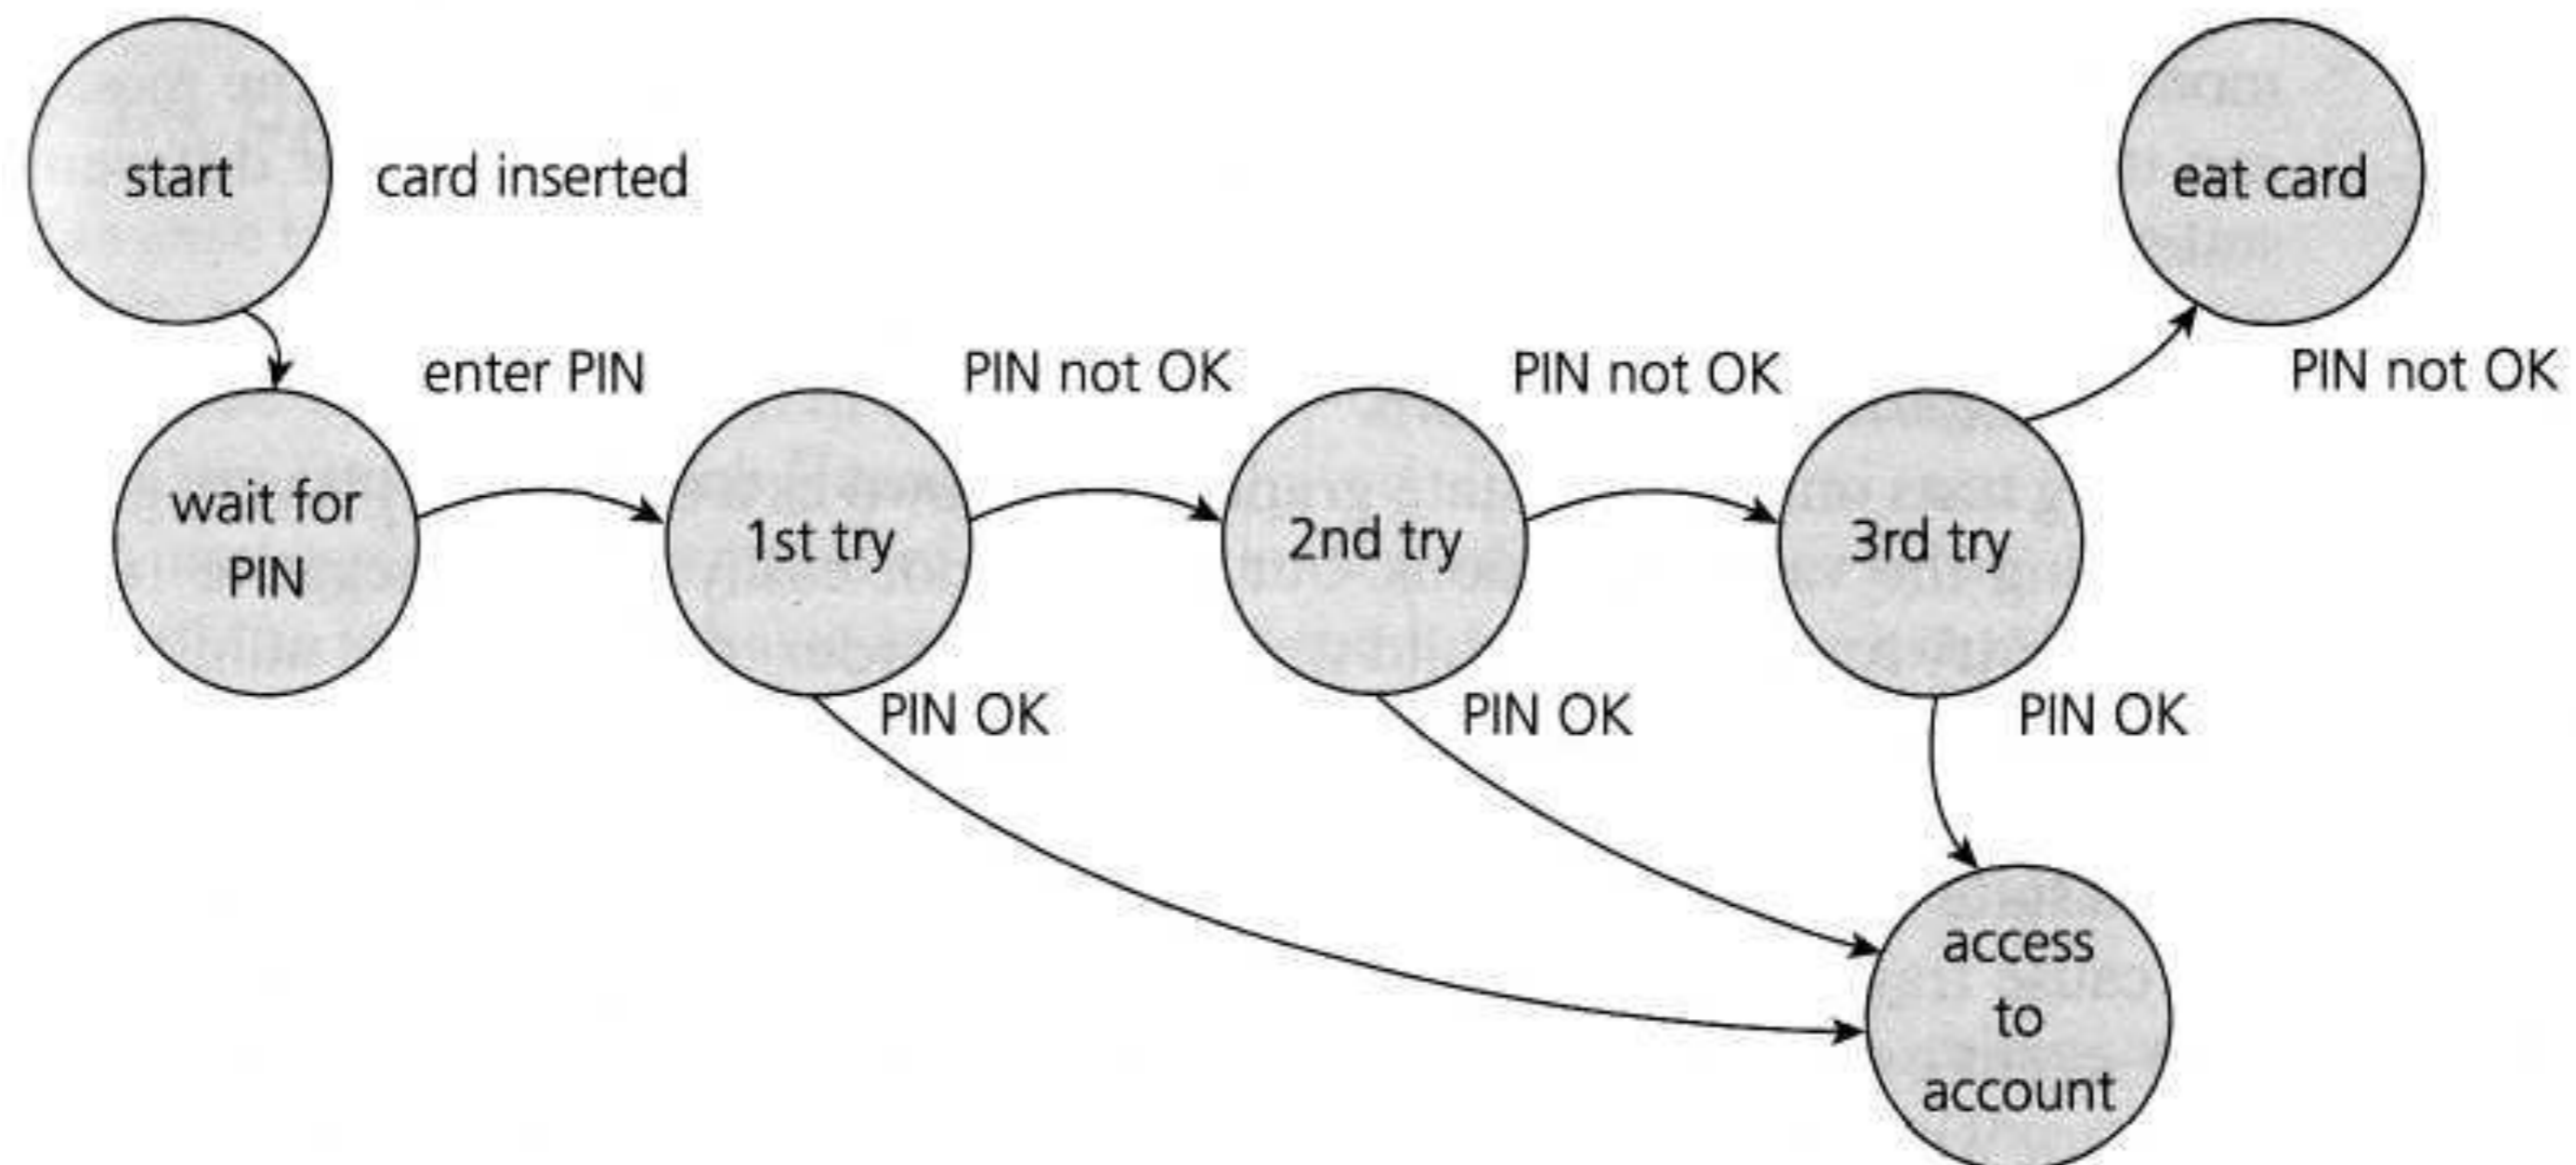 start
card inserted
eat card
enter PIN
PIN not OK
PIN not OK
PIN not OK
wait for
PIN
1st try
2nd try
3rd try
PIN OK
PIN OK
PIN OK
access
to
account